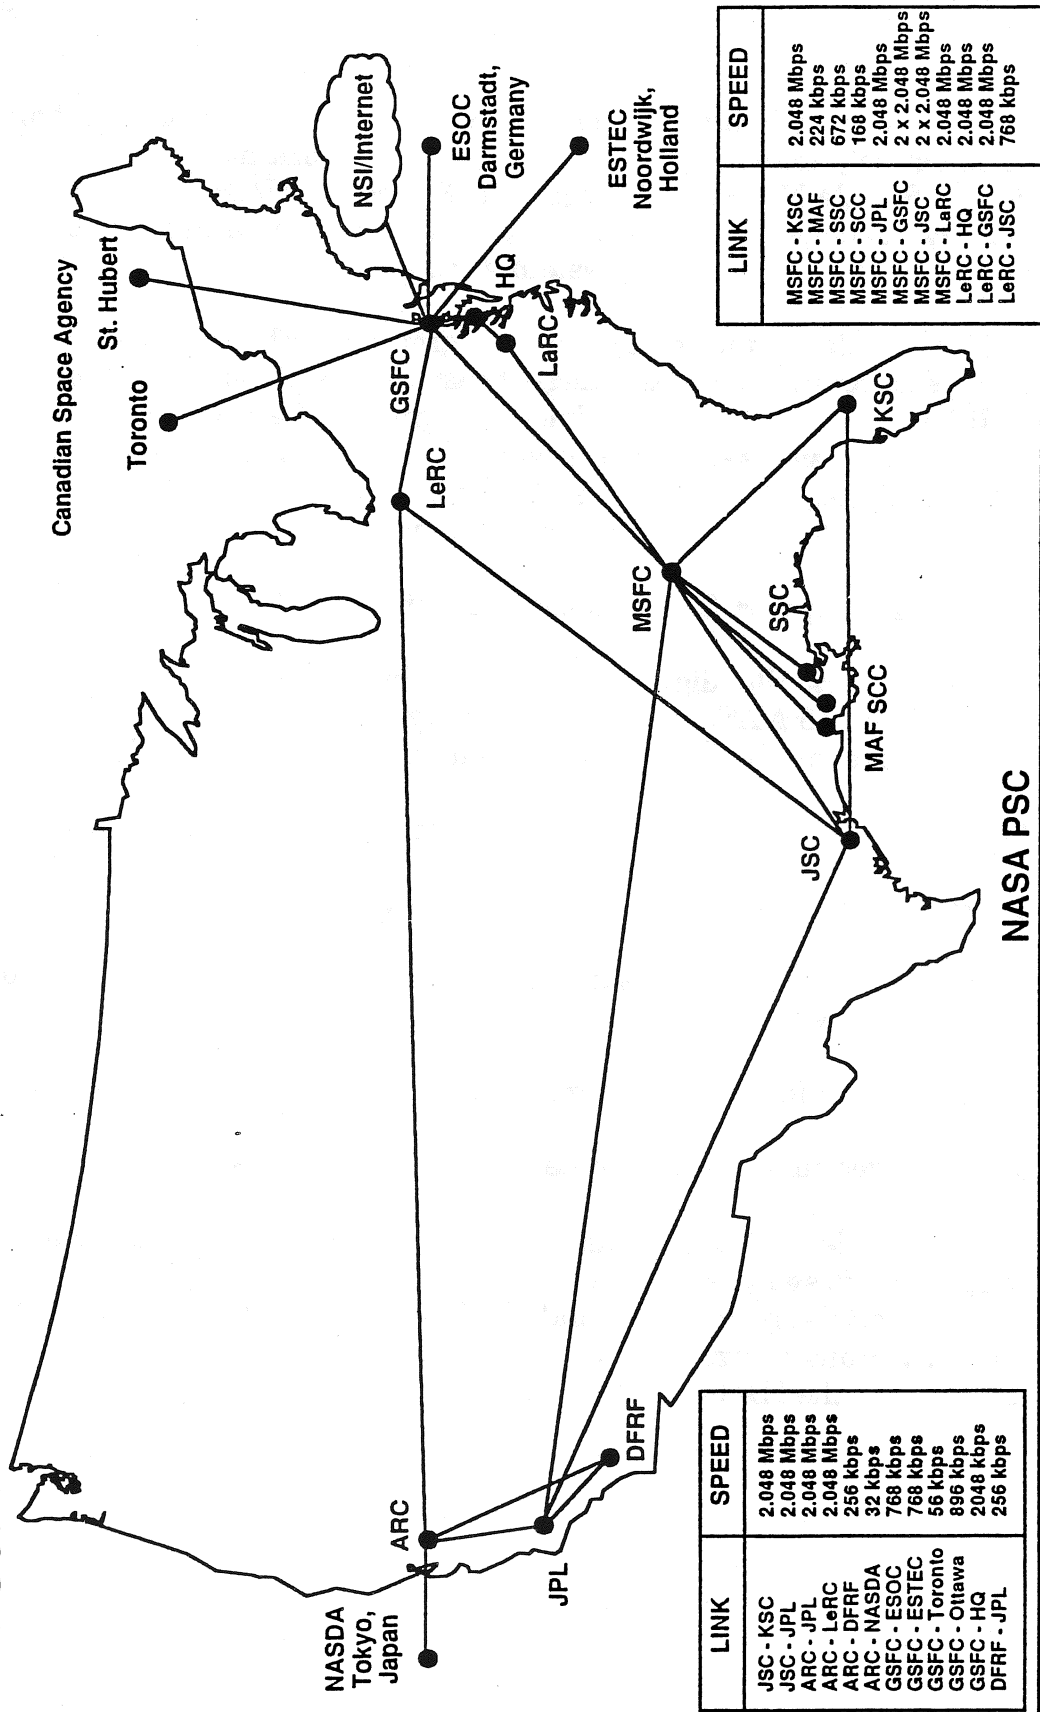 Canadian Space Agency
Toronto
St. Hubert
NSI/Internet
ESOC
Darmstadt,
Germany
ESTEC
Noordwijk,
Holland
NASDA
Tokyo,
Japan
ARC
JPL
DFRF
LeRC
GSFC
HQ
LaRC
MSFC
SSC
KSC
MAF SCC
JSC
LINK SPEED
JSC - KSC 2.048 Mbps
JSC - JPL 2.048 Mbps
ARC - JPL 2.048 Mbps
ARC - LeRC 2.048 Mbps
ARC - DFRF 256 kbps
ARC - NASDA 32 kbps
GSFC - ESOC 768 kbps
GSFC - ESTEC 768 kbps
GSFC - Toronto 56 kbps
GSFC - Ottawa 896 kbps
GSFC - HQ 2048 kbps
DFRF - JPL 256 kbps
LINK SPEED
MSFC - KSC 2.048 Mbps
MSFC - MAF 224 kbps
MSFC - SSC 672 kbps
MSFC - SCC 168 kbps
MSFC - JPL 2.048 Mbps
MSFC - GSFC 2 x 2.048 Mbps
MSFC - JSC 2 x 2.048 Mbps
MSFC - LaRC 2.048 Mbps
LeRC - HQ 2.048 Mbps
LeRC - GSFC 2.048 Mbps
LeRC - JSC 768 kbps
NASA PSC